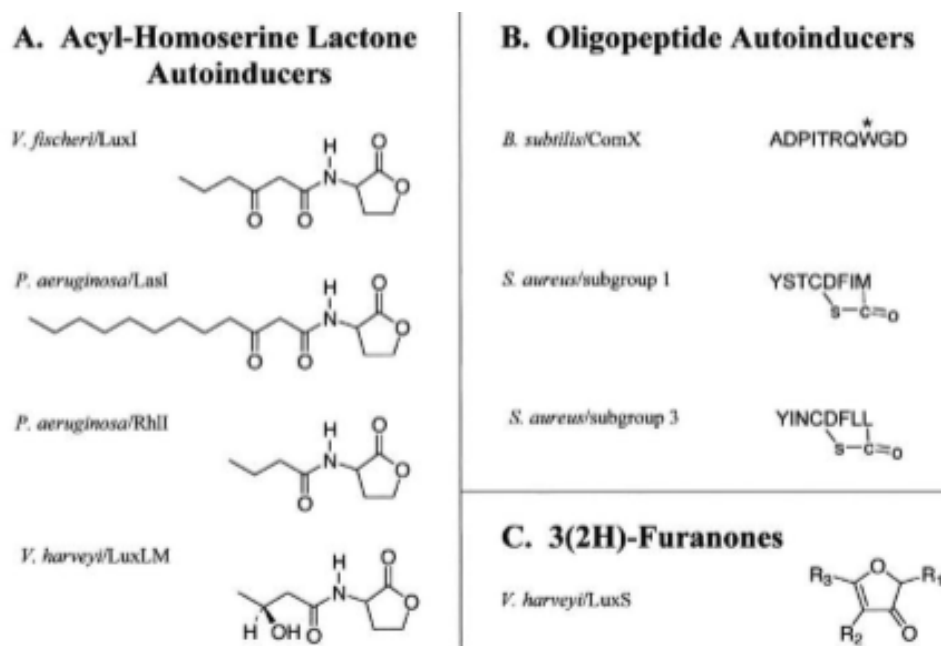 A. Acyl-Homoserine Lactone
Autoinducers
V. fischeri/LuxI
H
N
O
O
O
O
P. aeruginosa/LasI
H
N
O
O
O
O
P. aeruginosa/RhlI
H
N
O
O
O
V. harveyi/LuxLM
H
N
O
O
H OH O
B. Oligopeptide Autoinducers
*
B. subtilis/ComX ADPITRQWGD
S. aureus/subgroup 1 YSTCDFIM
S—C=O
S. aureus/subgroup 3 YINCDFLL
S—C=O
C. 3(2H)-Furanones
V. harveyi/LuxS
O
R3 R1
R2 O